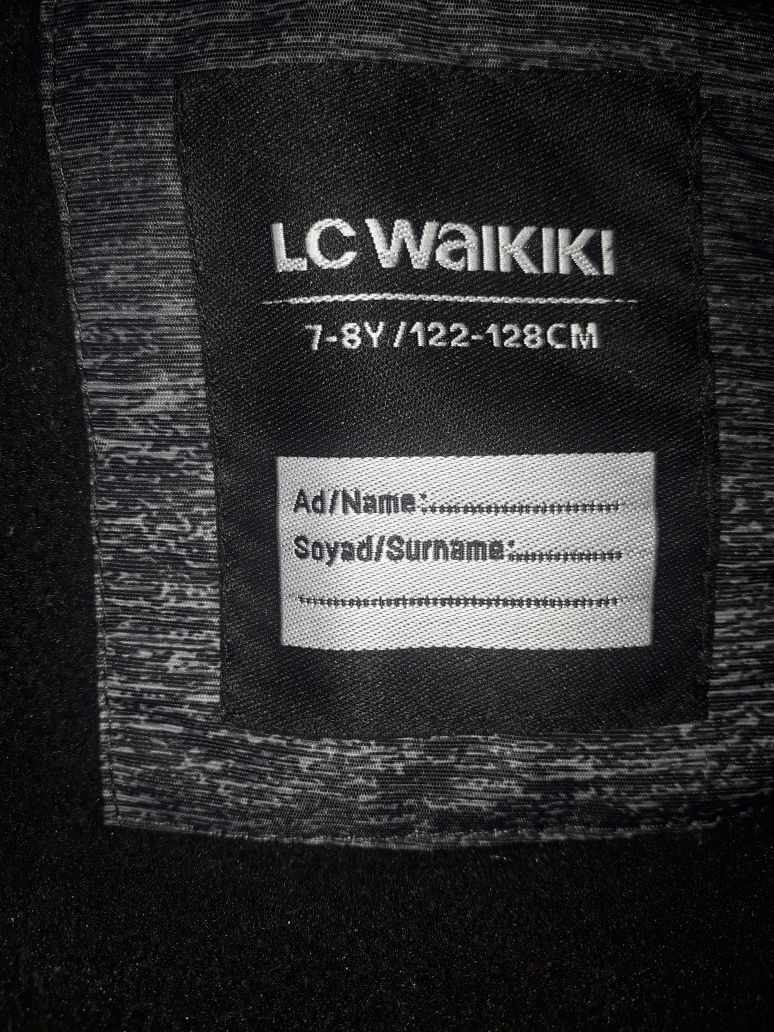 LC WaIKIKI
7-8Y/122-128CM
Ad/Name:....................
Soyad/Surname:............
..............................